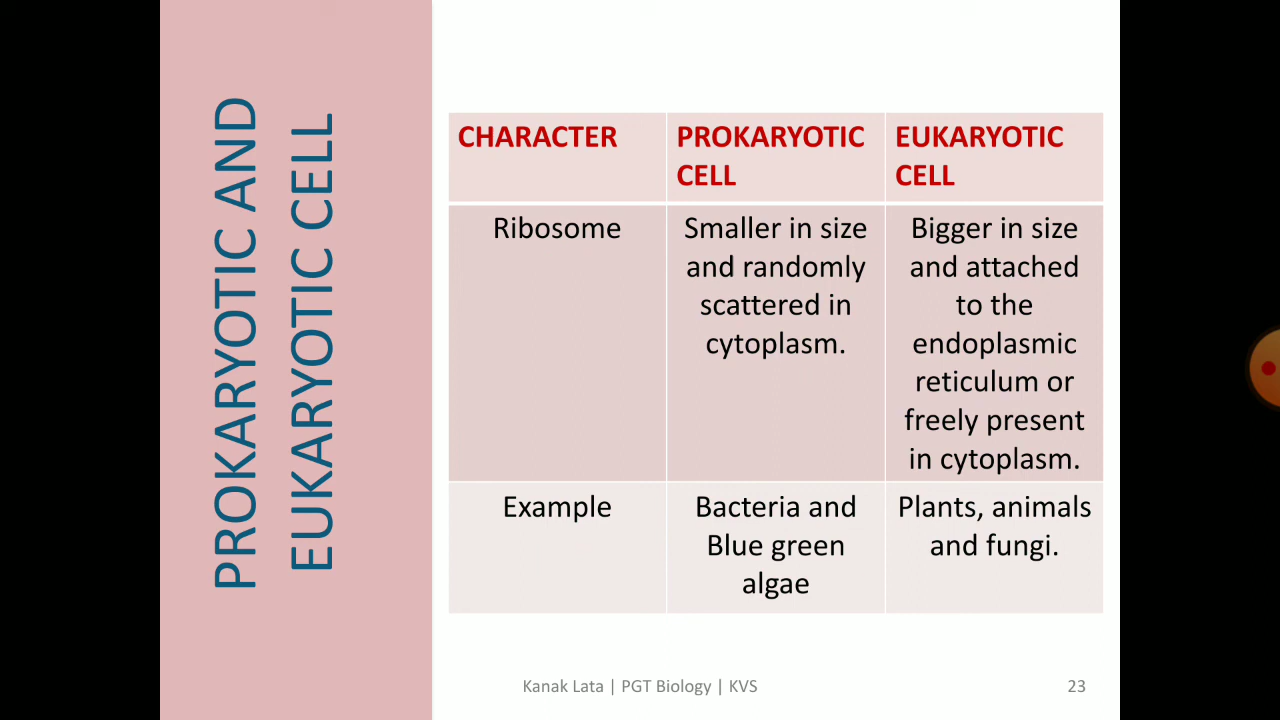 PROKARYOTIC AND
EUKARYOTIC CELL
CHARACTER
PROKARYOTIC
CELL
EUKARYOTIC
CELL
Ribosome
Smaller in size
and randomly
scattered in
cytoplasm.
Bigger in size
and attached
to the
endoplasmic
reticulum or
freely present
in cytoplasm.
Example
Bacteria and
Blue green
algae
Plants, animals
and fungi.
Kanak Lata | PGT Biology | KVS
23